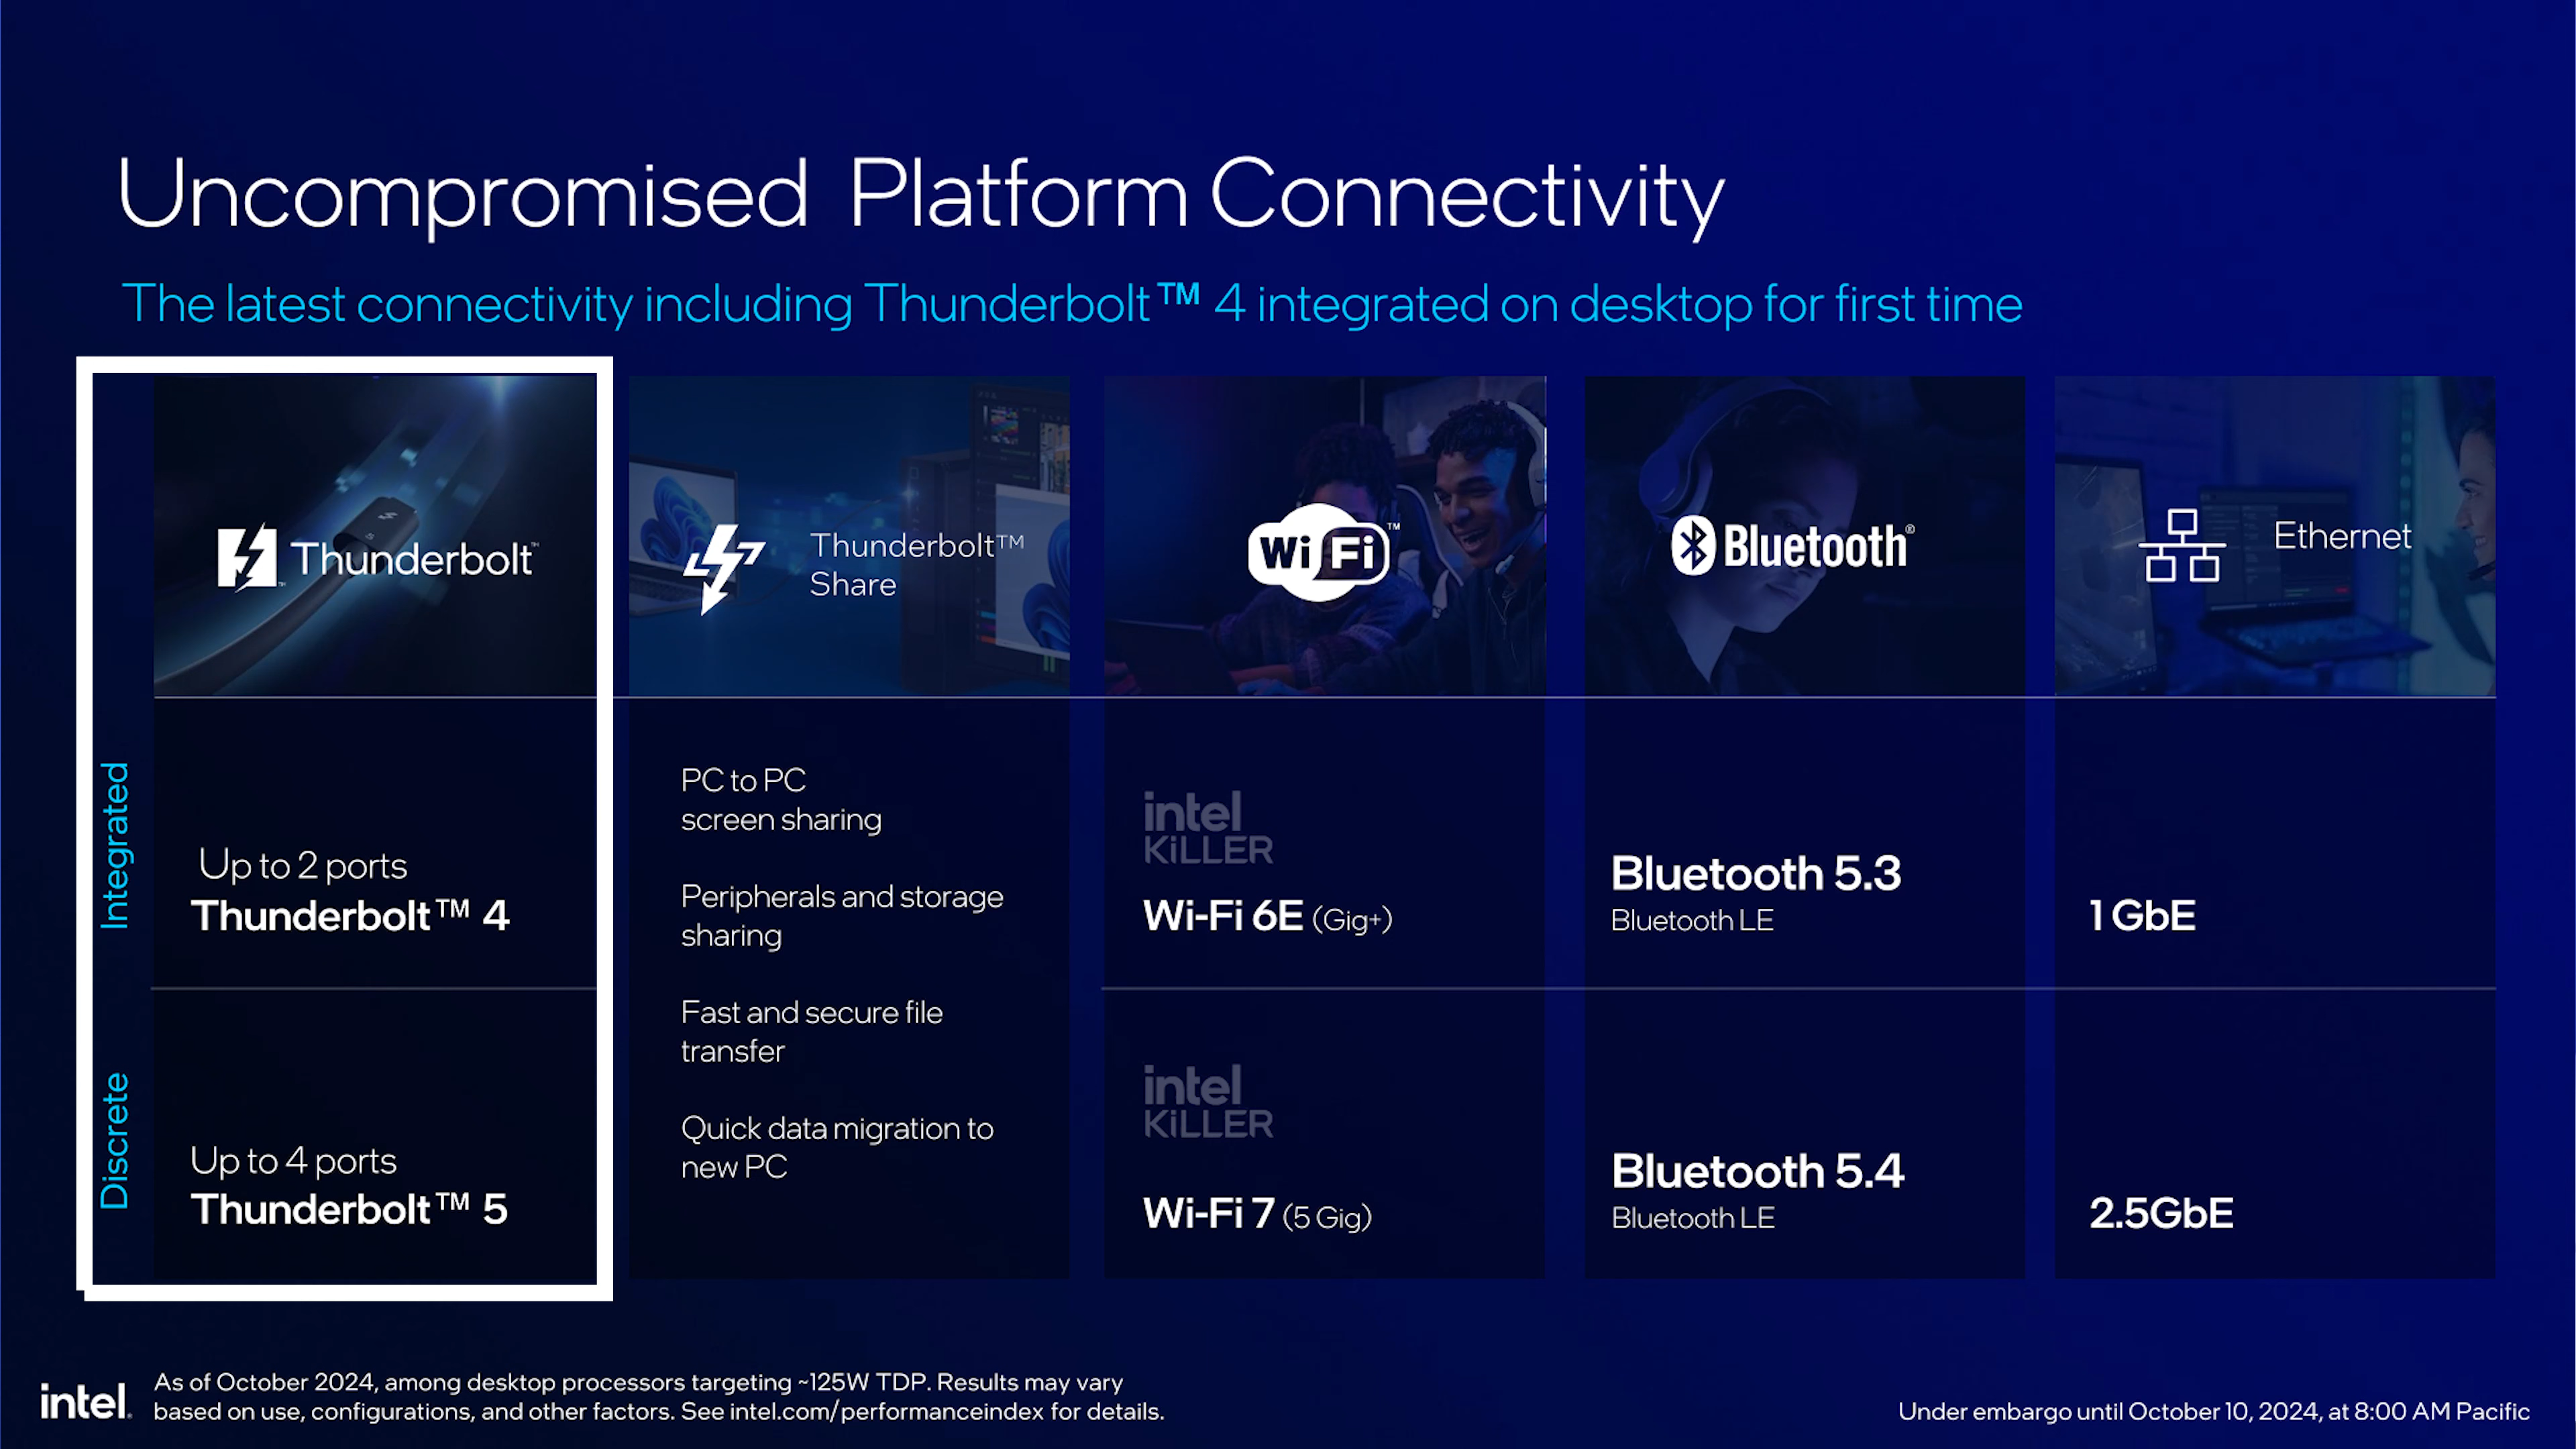 Uncompromised Platform Connectivity
The latest connectivity including Thunderbolt™ 4 integrated on desktop for first time
Thunderbolt™
Thunderbolt™
Share
Wi Fi™
Bluetooth®
Ethernet
Integrated
Up to 2 ports
Thunderbolt™ 4
PC to PC
screen sharing
Peripherals and storage
sharing
Fast and secure file
transfer
Quick data migration to
new PC
intel
KiLLER
Wi-Fi 6E (Gig+)
Bluetooth 5.3
Bluetooth LE
1 GbE
Discrete
Up to 4 ports
Thunderbolt™ 5
intel
KiLLER
Wi-Fi 7 (5 Gig)
Bluetooth 5.4
Bluetooth LE
2.5GbE
intel.
As of October 2024, among desktop processors targeting ~125W TDP. Results may vary
based on use, configurations, and other factors. See intel.com/performanceindex for details.
Under embargo until October 10, 2024, at 8:00 AM Pacific